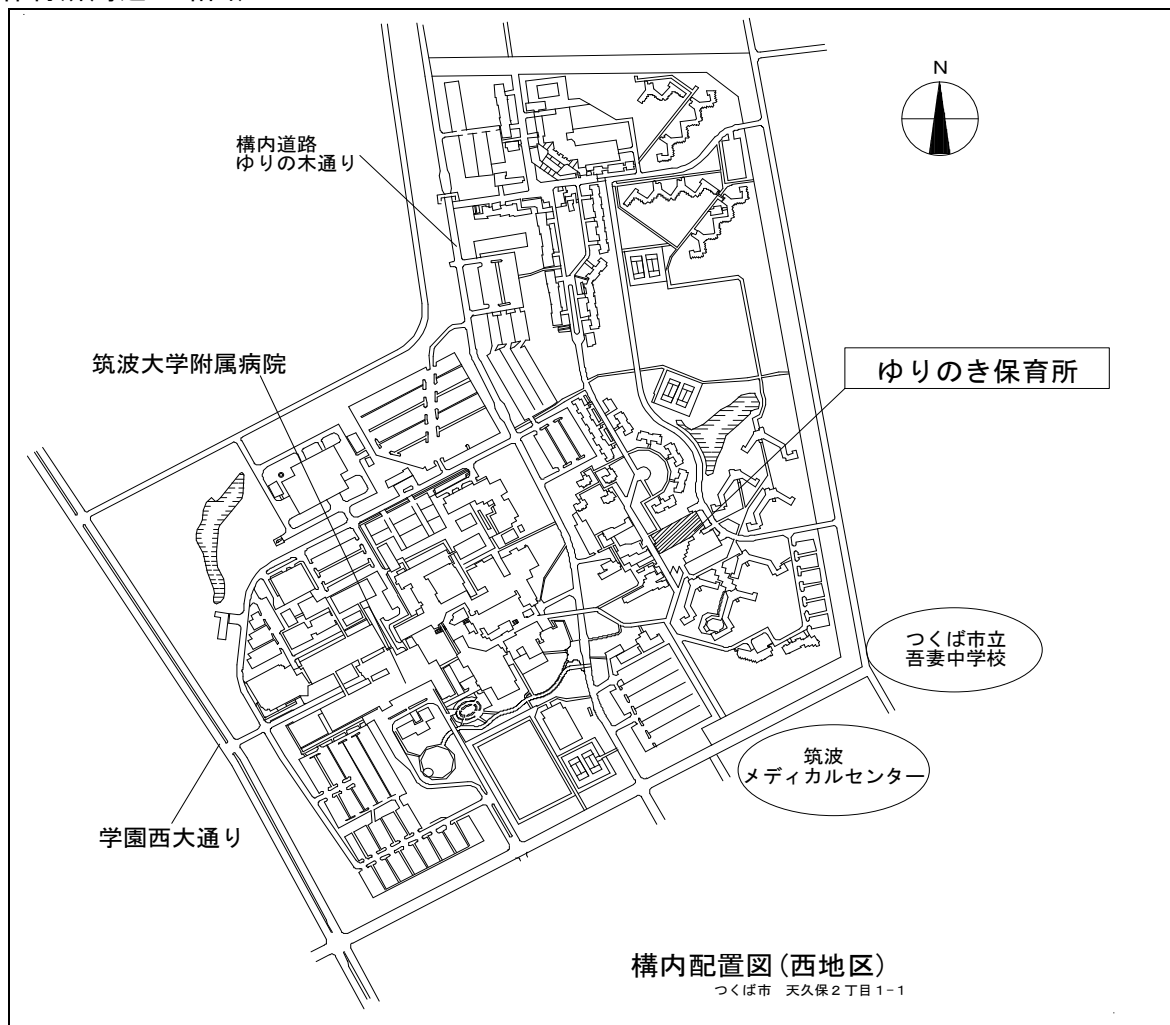 N
構内道路
ゆりの木通り
筑波大学附属病院
ゆりのき保育所
つくば市立
吾妻中学校
筑波
メディカルセンター
学園西大通り
構内配置図(西地区)
つくば市 天久保2丁目1-1